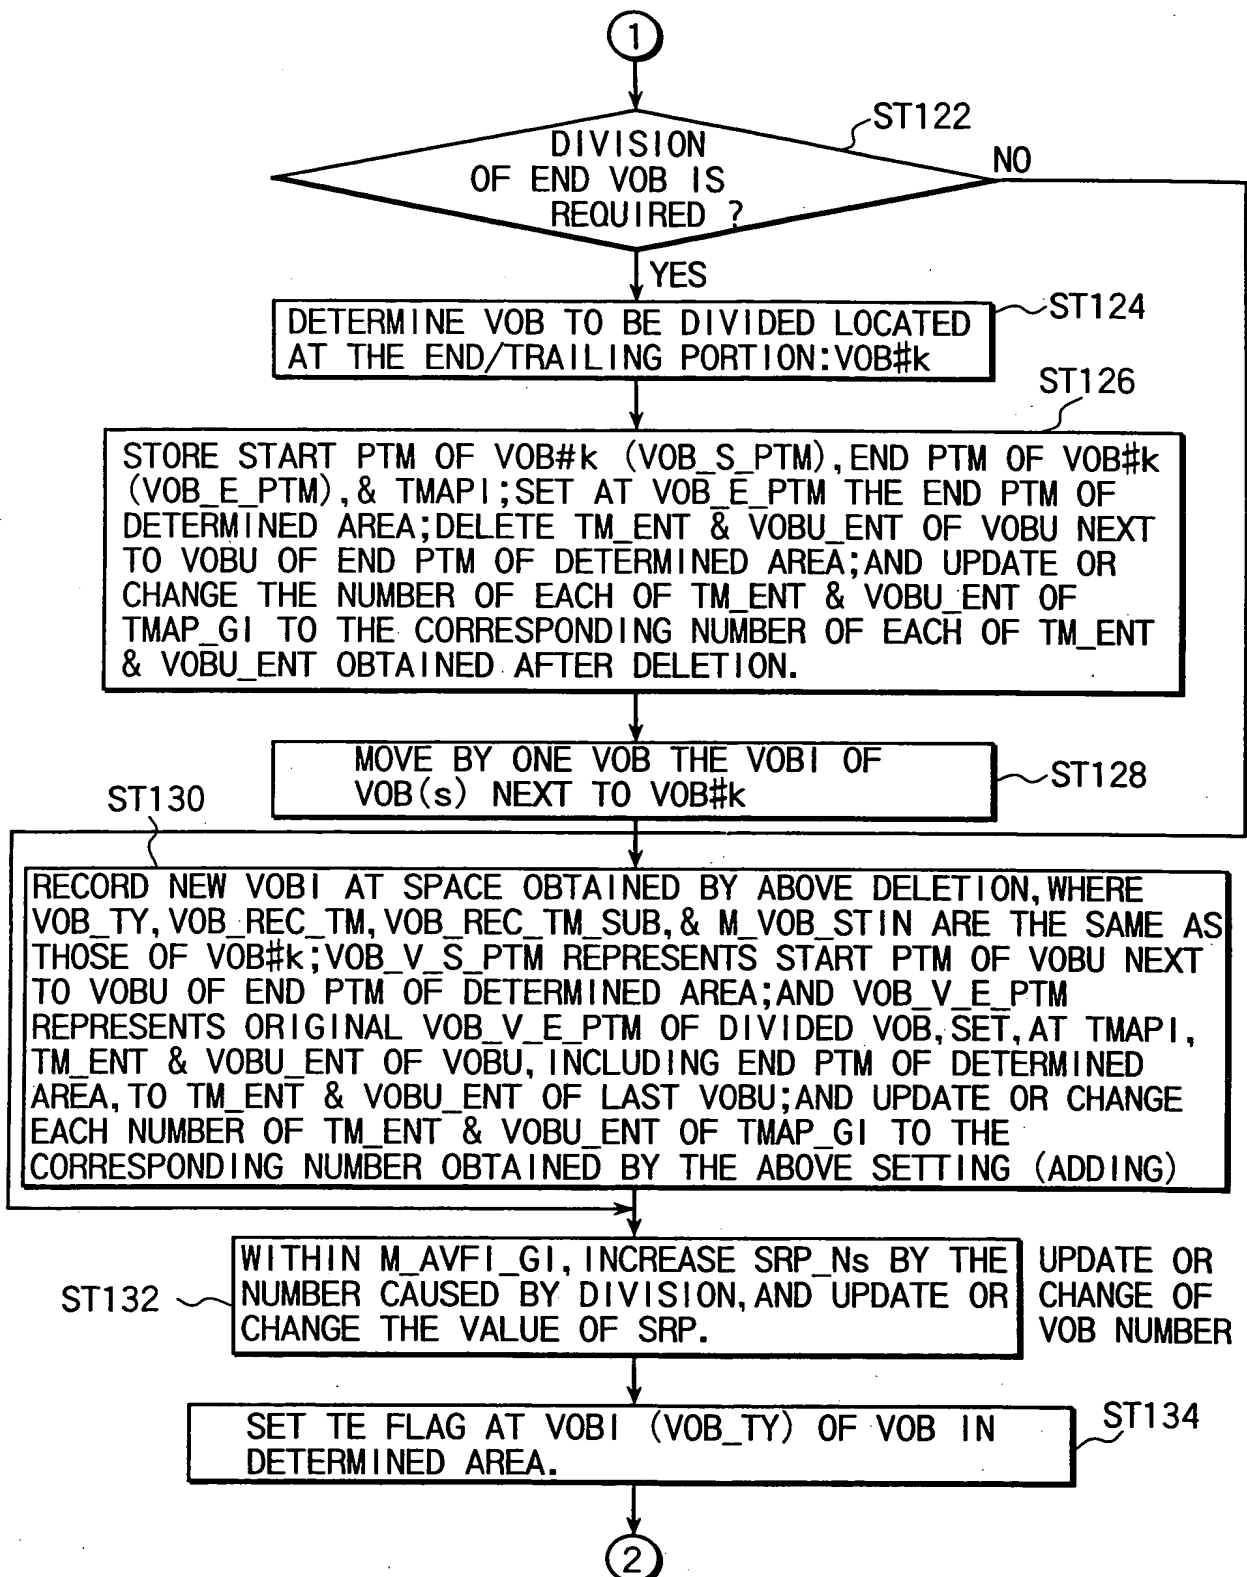 1
ST122
DIVISION
OF END VOB IS
REQUIRED ?
NO
YES
ST124
DETERMINE VOB TO BE DIVIDED LOCATED
AT THE END/TRAILING PORTION:VOB#k
ST126
STORE START PTM OF VOB#k (VOB_S_PTM),END PTM OF VOB#k
(VOB_E_PTM),& TMAPI;SET AT VOB_E_PTM THE END PTM OF
DETERMINED AREA;DELETE TM_ENT & VOBU_ENT OF VOBU NEXT
TO VOBU OF END PTM OF DETERMINED AREA;AND UPDATE OR
CHANGE THE NUMBER OF EACH OF TM_ENT & VOBU_ENT OF
TMAP_GI TO THE CORRESPONDING NUMBER OF EACH OF TM_ENT
& VOBU_ENT OBTAINED AFTER DELETION.
MOVE BY ONE VOB THE VOBI OF
VOB(s) NEXT TO VOB#k
ST128
ST130
RECORD NEW VOBI AT SPACE OBTAINED BY ABOVE DELETION,WHERE
VOB_TY,VOB_REC_TM,VOB_REC_TM_SUB,& M_VOB_STIN ARE THE SAME AS
THOSE OF VOB#k;VOB_V_S_PTM REPRESENTS START PTM OF VOBU NEXT
TO VOBU OF END PTM OF DETERMINED AREA;AND VOB_V_E_PTM
REPRESENTS ORIGINAL VOB_V_E_PTM OF DIVIDED VOB,SET,AT TMAPI,
TM_ENT & VOBU_ENT OF VOBU,INCLUDING END PTM OF DETERMINED
AREA,TO TM_ENT & VOBU_ENT OF LAST VOBU;AND UPDATE OR CHANGE
EACH NUMBER OF TM_ENT & VOBU_ENT OF TMAP_GI TO THE
CORRESPONDING NUMBER OBTAINED BY THE ABOVE SETTING (ADDING)
ST132
WITHIN M_AVFI_GI,INCREASE SRP_Ns BY THE
NUMBER CAUSED BY DIVISION,AND UPDATE OR
CHANGE THE VALUE OF SRP.
UPDATE OR
CHANGE OF
VOB NUMBER
SET TE FLAG AT VOBI (VOB_TY) OF VOB IN
DETERMINED AREA.
ST134
2